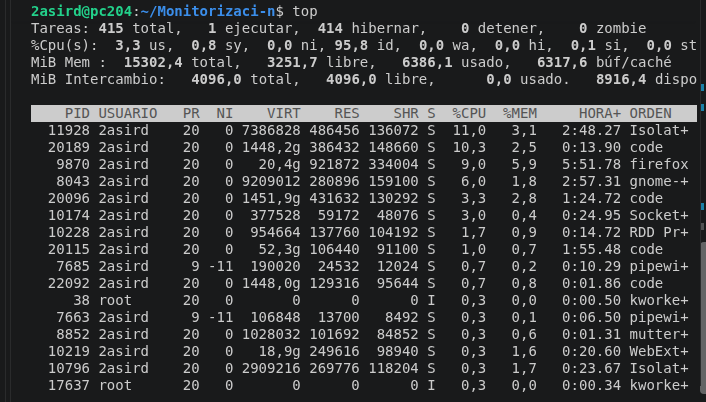 2asird@pc204:~/Monitorizaci-n$ top
Tareas: 415 total,   1 ejecutar, 414 hibernar,    0 detener,    0 zombie
%Cpu(s):  3,3 us,  0,8 sy,  0,0 ni, 95,8 id,  0,0 wa,  0,0 hi,  0,1 si,  0,0 st
MiB Mem :  15302,4 total,   3251,7 libre,   6386,1 usado,   6317,6 búf/caché
MiB Intercambio:   4096,0 total,   4096,0 libre,      0,0 usado.   8916,4 dispo
PID USUARIO   PR  NI    VIRT    RES    SHR S  %CPU  %MEM     HORA+ ORDEN
11928 2asird    20   0 7386828 486456 136072 S  11,0   3,1   2:48.27 Isolat+
20189 2asird    20   0 1448,2g 386432 148660 S  10,3   2,5   0:13.90 code
9870 2asird    20   0   20,4g 921872 334004 S   9,0   5,9   5:51.78 firefox
8043 2asird    20   0 9209012 280896 159100 S   6,0   1,8   2:57.31 gnome-+
20096 2asird    20   0 1451,9g 431632 130292 S   3,3   2,8   1:24.72 code
10174 2asird    20   0  377528  59172  48076 S   3,0   0,4   0:24.95 Socket+
10228 2asird    20   0  954664 137760 104192 S   1,7   0,9   0:14.72 RDD Pr+
20115 2asird    20   0   52,3g 106440  91100 S   1,0   0,7   1:55.48 code
7685 2asird     9 -11  190020  24532  12024 S   0,7   0,2   0:10.29 pipewi+
22092 2asird    20   0 1448,0g 129316  95644 S   0,7   0,8   0:01.86 code
38 root      20   0       0      0      0 I   0,3   0,0   0:00.50 kworke+
7663 2asird     9 -11  106848  13700   8492 S   0,3   0,1   0:06.50 pipewi+
8852 2asird    20   0 1028032 101692  84852 S   0,3   0,6   0:01.31 mutter+
10219 2asird    20   0   18,9g 249616  98940 S   0,3   1,6   0:20.60 WebExt+
10796 2asird    20   0 2909216 269776 118204 S   0,3   1,7   0:23.67 Isolat+
17637 root      20   0       0      0      0 I   0,3   0,0   0:00.34 kworke+